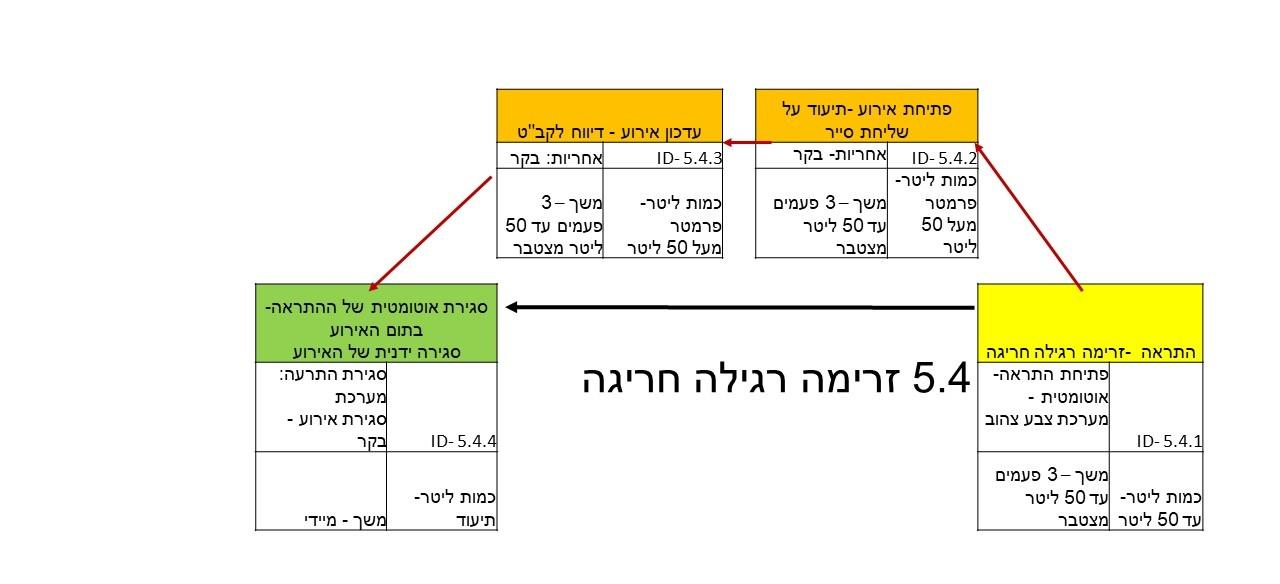 פתיחת אירוע -תיעוד על
שליחת סייר
ID- 5.4.2
אחריות- בקר
כמות ליטר-
פרמטר
מעל 50
ליטר
משך – 3 פעמים
עד 50 ליטר
מצטבר
עדכון אירוע - דיווח לקב"ט
ID- 5.4.3
אחריות: בקר
כמות ליטר-
פרמטר
מעל 50 ליטר
משך – 3
פעמים עד 50
ליטר מצטבר
התראה -זרימה רגילה חריגה
ID- 5.4.1
פתיחת התראה-
אוטומטית -
מערכת צבע צהוב
כמות ליטר-
עד 50 ליטר
משך – 3 פעמים
עד 50 ליטר
מצטבר
5.4 זרימה רגילה חריגה
סגירת אוטומטית של ההתראה-
בתום האירוע
סגירה ידנית של האירוע
ID- 5.4.4
סגירת התרעה:
מערכת
סגירת אירוע -
בקר
כמות ליטר-
תיעוד
משך - מיידי